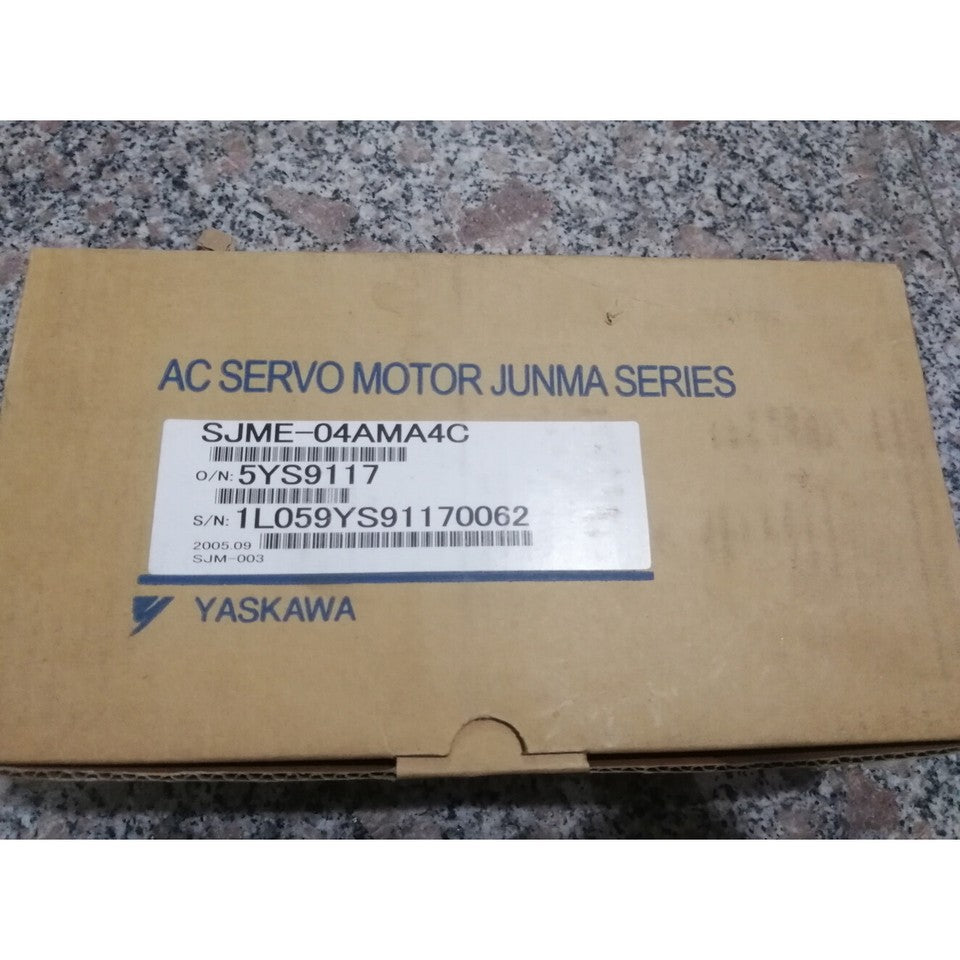 AC SERVO MOTOR JUNMA SERIES
SJME-04AMA4C
O/N: 5YS9117
S/N: 1L059YS91170062
2005.09
SJM-003
YASKAWA